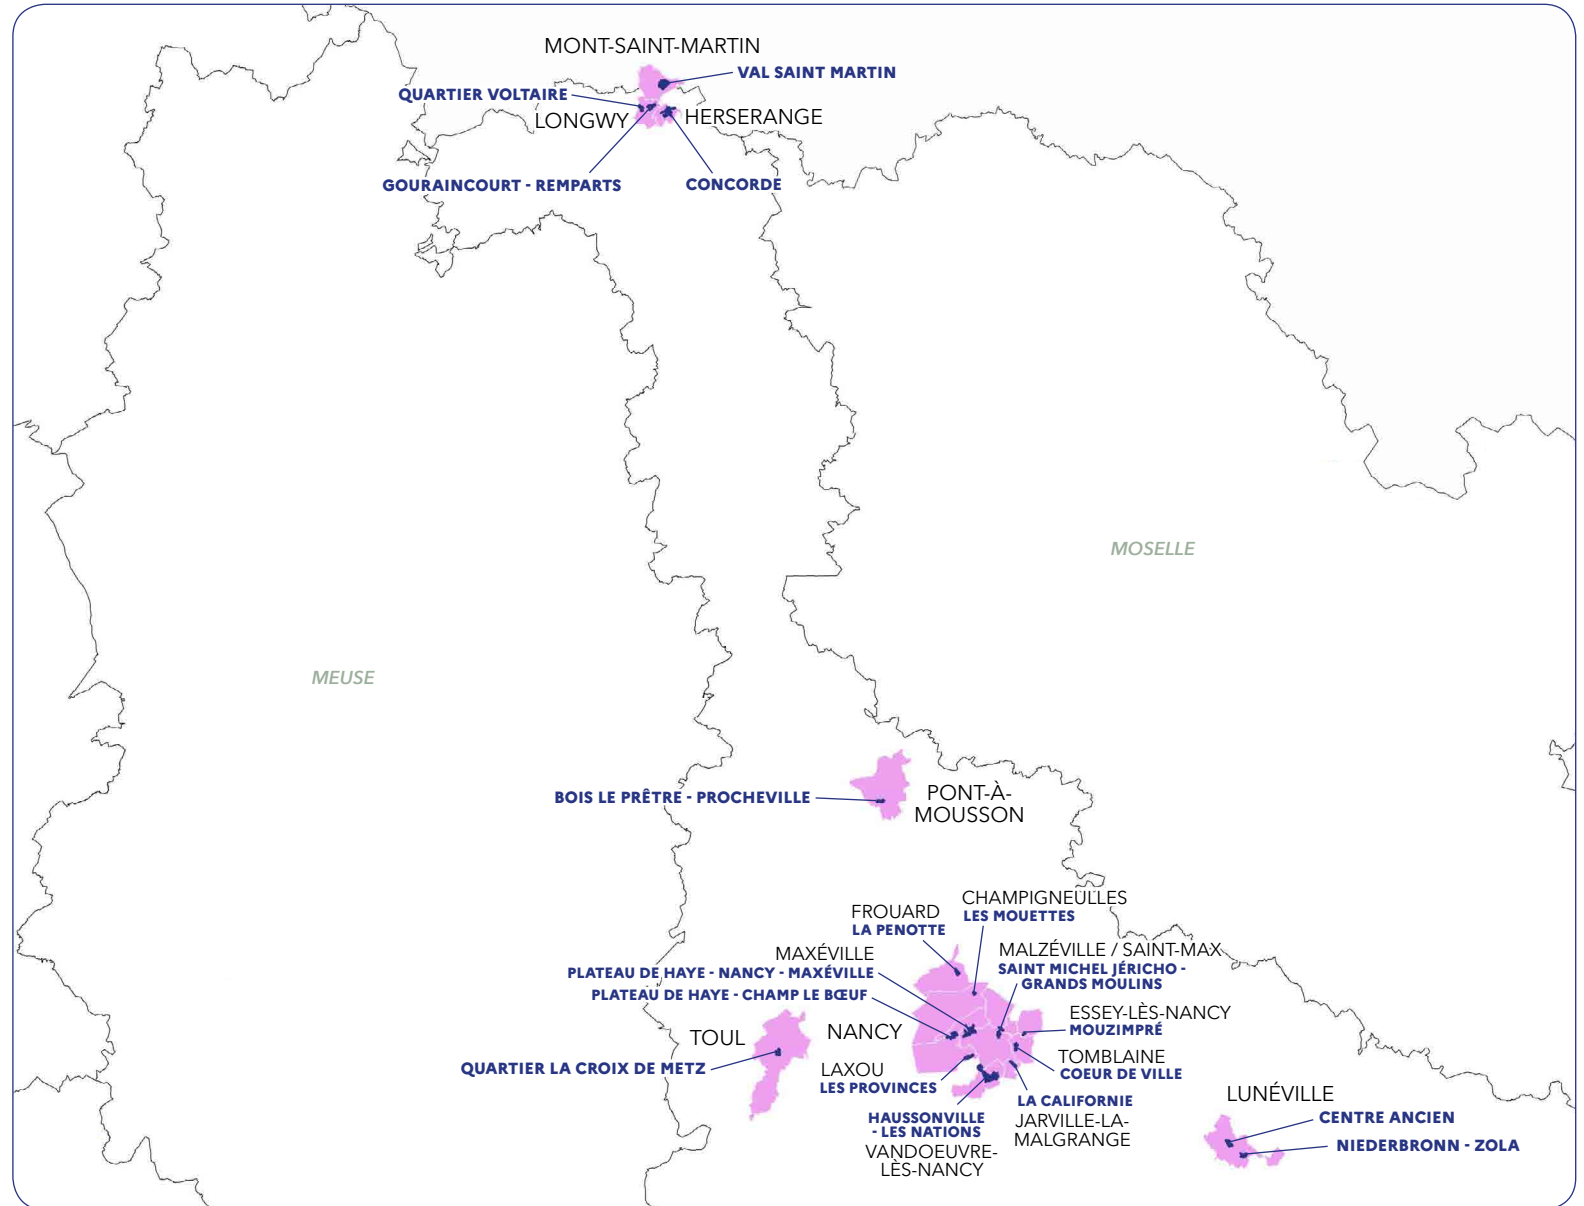 MONT-SAINT-MARTIN
VAL SAINT MARTIN
QUARTIER VOLTAIRE
LONGWY
HERSERANGE
GOURAINCOURT - REMPARTS
CONCORDE
MOSELLE
MEUSE
BOIS LE PRÊTRE - PROCHEVILLE
PONT-À-
MOUSSON
CHAMPIGNEULLES
LES MOUETTES
FROUARD
LA PENOTTE
MAXÉVILLE
PLATEAU DE HAYE - NANCY - MAXÉVILLE
PLATEAU DE HAYE - CHAMP LE BŒUF
MALZÉVILLE / SAINT-MAX
SAINT MICHEL JÉRICHO -
GRANDS MOULINS
ESSEY-LÈS-NANCY
MOUZIMPRÉ
TOUL
NANCY
QUARTIER LA CROIX DE METZ
TOMBLAINE
COEUR DE VILLE
LAXOU
LES PROVINCES
LA CALIFORNIE
JARVILLE-LA-
MALGRANGE
HAUSSONVILLE
- LES NATIONS
VANDOEUVRE-
LÈS-NANCY
LUNÉVILLE
CENTRE ANCIEN
NIEDERBRONN - ZOLA